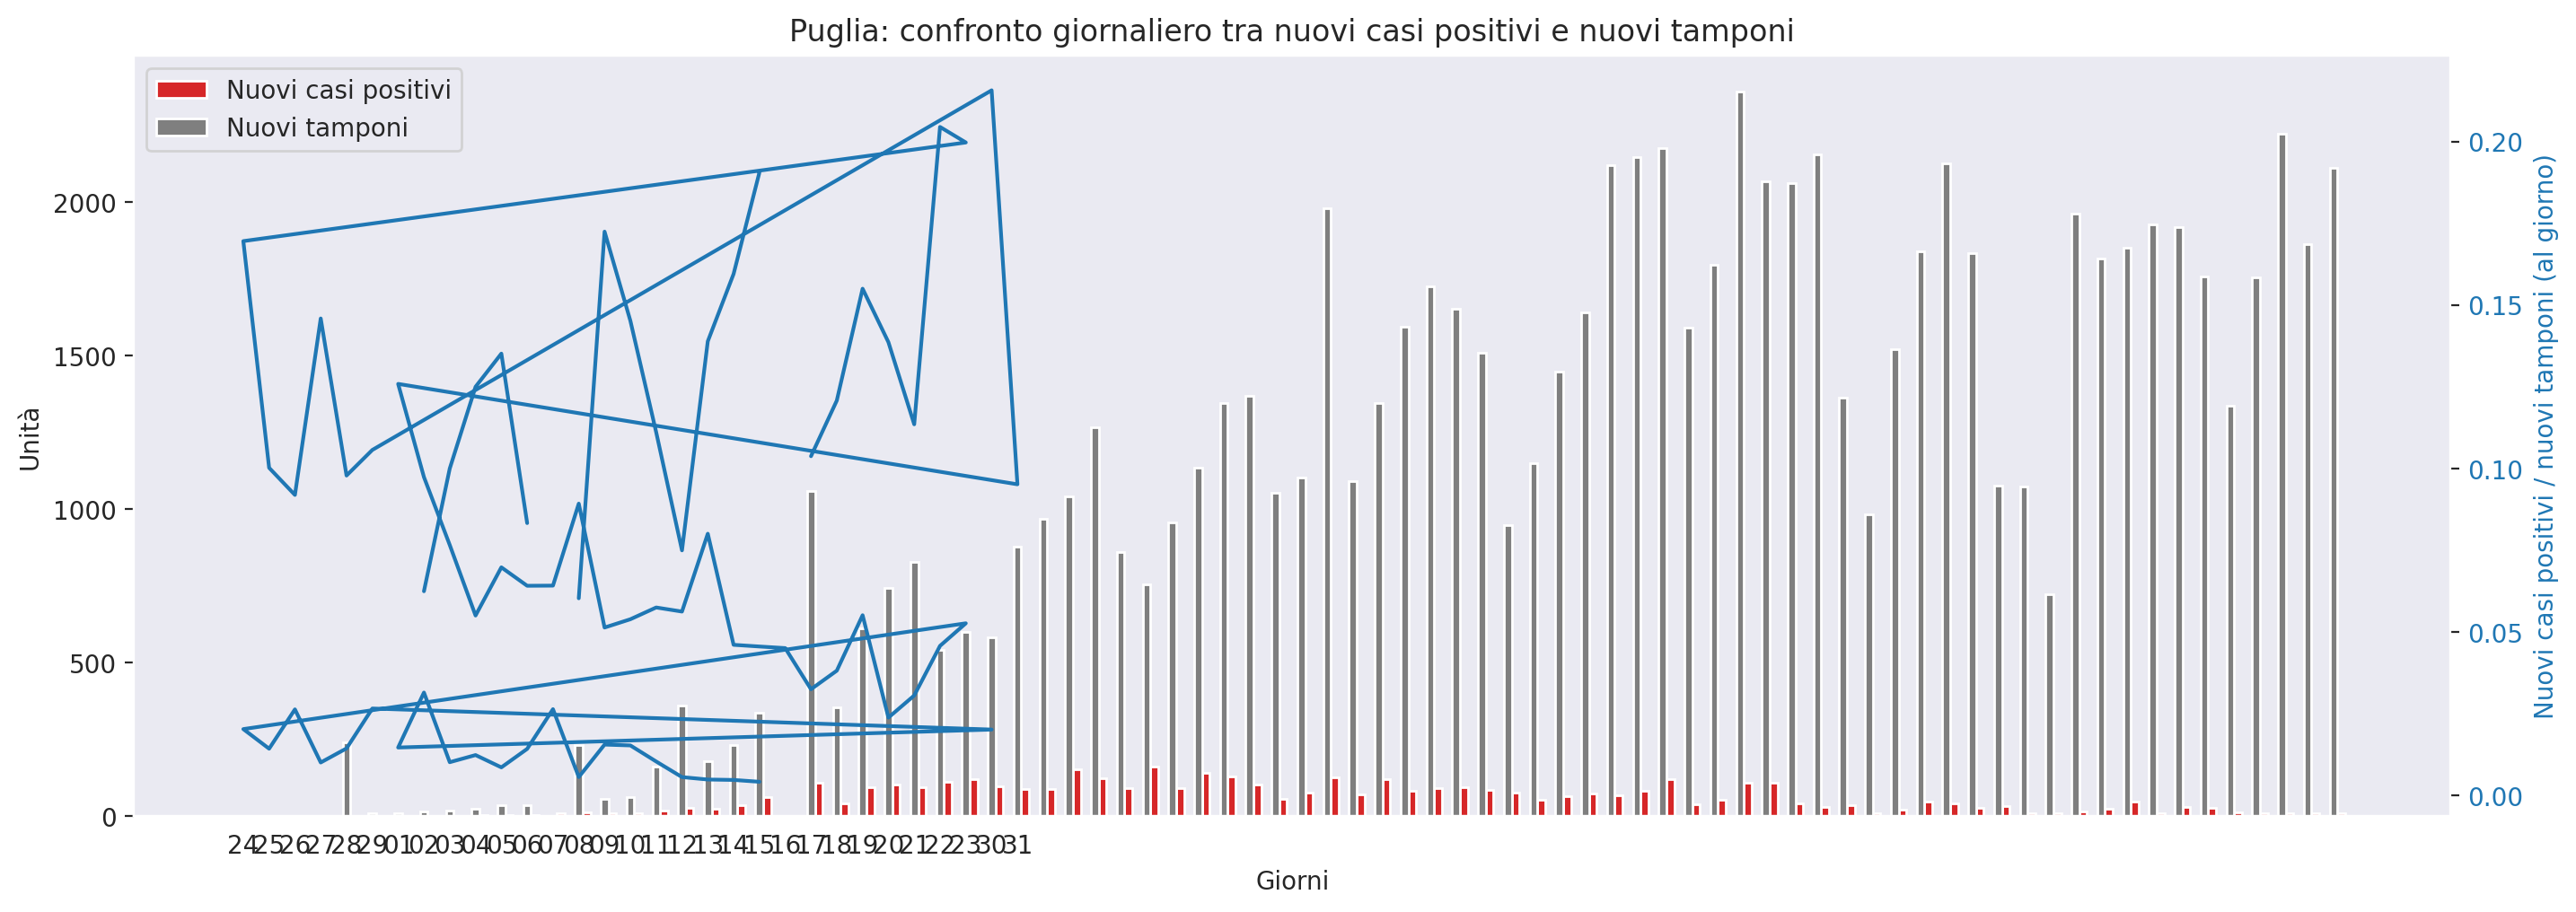 Puglia: confronto giornaliero tra nuovi casi positivi e nuovi tamponi
Nuovi casi positivi
Nuovi tamponi
Unità
2000
1500
1000
500
0
0.20
0.15
0.10
0.05
0.00
Nuovi casi positivi / nuovi tamponi (al giorno)
24 25 26 27 28 29 01 02 03 04 05 06 07 08 09 10 11 12 13 14 15 16 17 18 19 20 21 22 23 30 31
Giorni